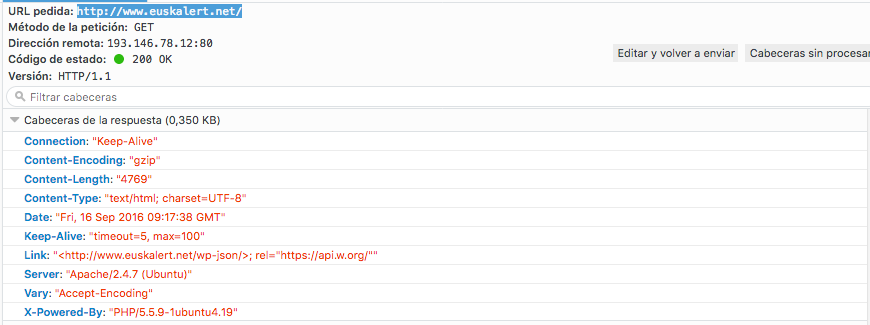 URL pedida: http://www.euskalert.net/
Método de la petición: GET
Dirección remota: 193.146.78.12:80
Código de estado: 200 OK
Editar y volver a enviar
Cabeceras sin procesar
Versión: HTTP/1.1
Filtrar cabeceras
Cabeceras de la respuesta (0,350 KB)
Connection: "Keep-Alive"
Content-Encoding: "gzip"
Content-Length: "4769"
Content-Type: "text/html; charset=UTF-8"
Date: "Fri, 16 Sep 2016 09:17:38 GMT"
Keep-Alive: "timeout=5, max=100"
Link: "<http://www.euskalert.net/wp-json/>; rel="https://api.w.org/""
Server: "Apache/2.4.7 (Ubuntu)"
Vary: "Accept-Encoding"
X-Powered-By: "PHP/5.5.9-1ubuntu4.19"